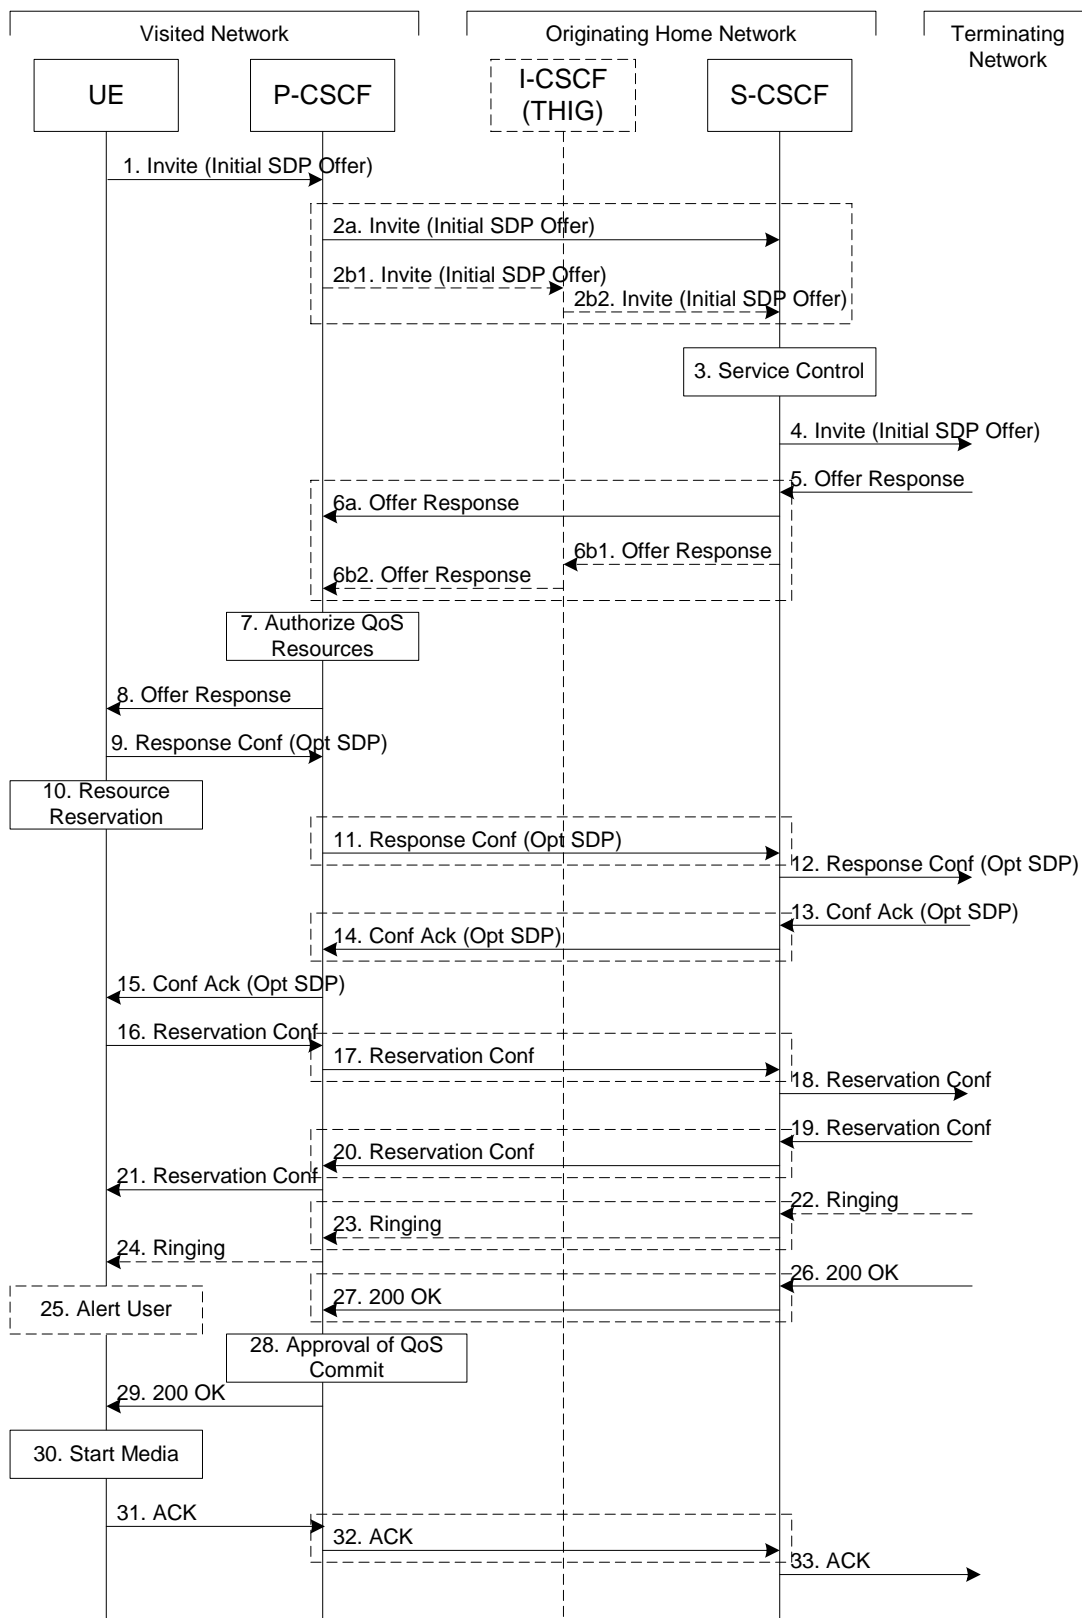 Visited Network
Originating Home Network
Terminating
Network
UE
P-CSCF
I-CSCF
(THIG)
S-CSCF
1. Invite (Initial SDP Offer)
2a. Invite (Initial SDP Offer)
2b1. Invite (Initial SDP Offer)
2b2. Invite (Initial SDP Offer)
3. Service Control
4. Invite (Initial SDP Offer)
5. Offer Response
6a. Offer Response
6b1. Offer Response
6b2. Offer Response
7. Authorize QoS
Resources
8. Offer Response
9. Response Conf (Opt SDP)
10. Resource
Reservation
11. Response Conf (Opt SDP)
12. Response Conf (Opt SDP)
13. Conf Ack (Opt SDP)
14. Conf Ack (Opt SDP)
15. Conf Ack (Opt SDP)
16. Reservation Conf
17. Reservation Conf
18. Reservation Conf
19. Reservation Conf
20. Reservation Conf
21. Reservation Conf
22. Ringing
23. Ringing
24. Ringing
25. Alert User
26. 200 OK
27. 200 OK
28. Approval of QoS
Commit
29. 200 OK
30. Start Media
31. ACK
32. ACK
33. ACK